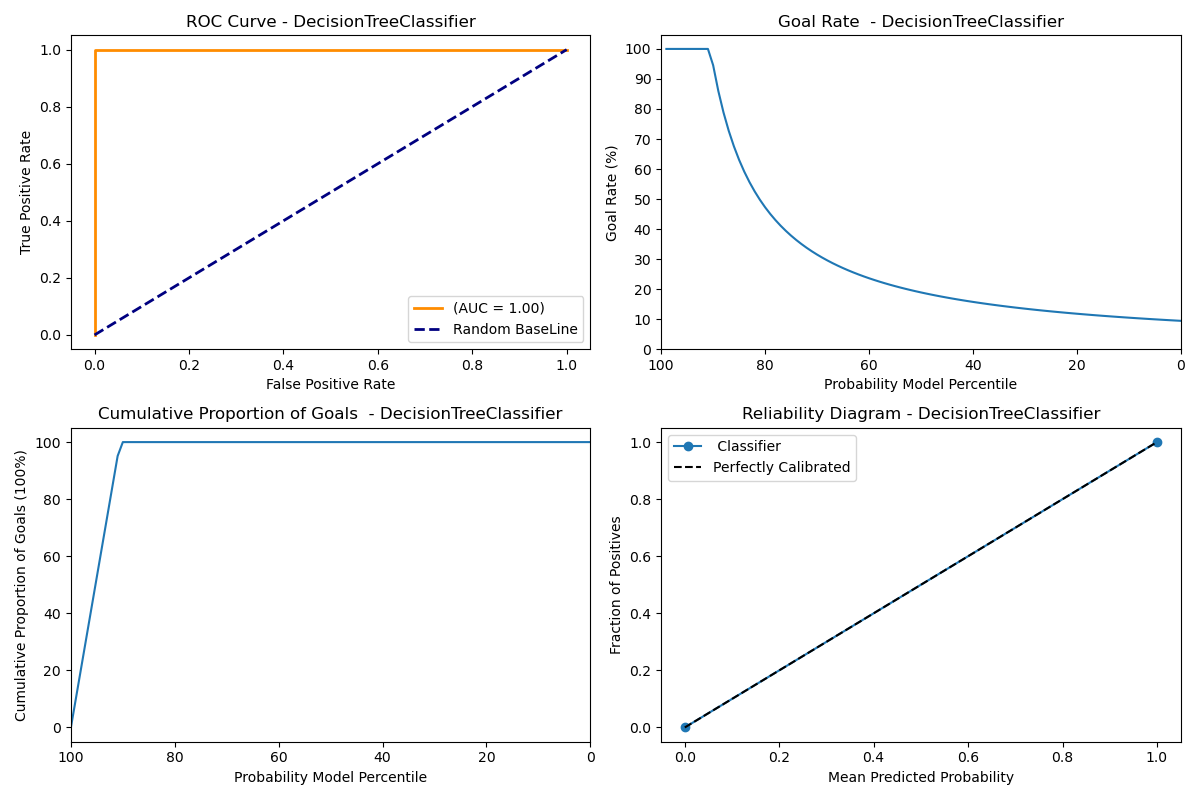 ROC Curve - DecisionTreeClassifier
True Positive Rate
1.0
0.8
0.6
0.4
0.2
0.0
(AUC = 1.00)
Random BaseLine
0.0 0.2 0.4 0.6 0.8 1.0
False Positive Rate
Goal Rate - DecisionTreeClassifier
Goal Rate (%)
100
90
80
70
60
50
40
30
20
10
0
100 80 60 40 20 0
Probability Model Percentile
Cumulative Proportion of Goals - DecisionTreeClassifier
Cumulative Proportion of Goals (100%)
100
80
60
40
20
0
100 80 60 40 20 0
Probability Model Percentile
Reliability Diagram - DecisionTreeClassifier
Fraction of Positives
1.0
0.8
0.6
0.4
0.2
0.0
Classifier
Perfectly Calibrated
0.0 0.2 0.4 0.6 0.8 1.0
Mean Predicted Probability